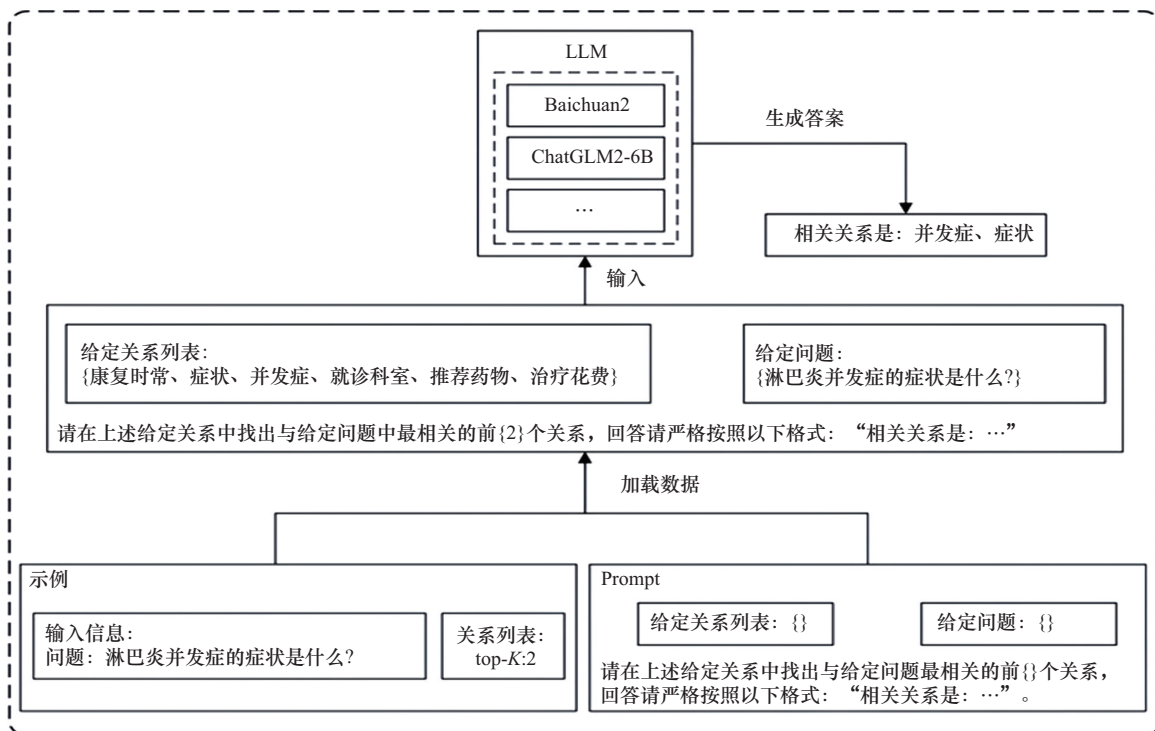 LLM
Baichuan2
ChatGLM2-6B
…
生成答案
相关关系是：并发症、症状
输入
给定关系列表：
{康复时常、症状、并发症、就诊科室、推荐药物、治疗花费}
给定问题：
{淋巴炎并发症的症状是什么?}
请在上述给定关系中找出与给定问题中最相关的前{2}个关系，回答请严格按照以下格式：“相关关系是：…”
加载数据
示例
输入信息：
问题：淋巴炎并发症的症状是什么？
关系列表：
top-K:2
Prompt
给定关系列表：{}
给定问题：{}
请在上述给定关系中找出与给定问题最相关的前{}个关系，
回答请严格按照以下格式：“相关关系是：…”。